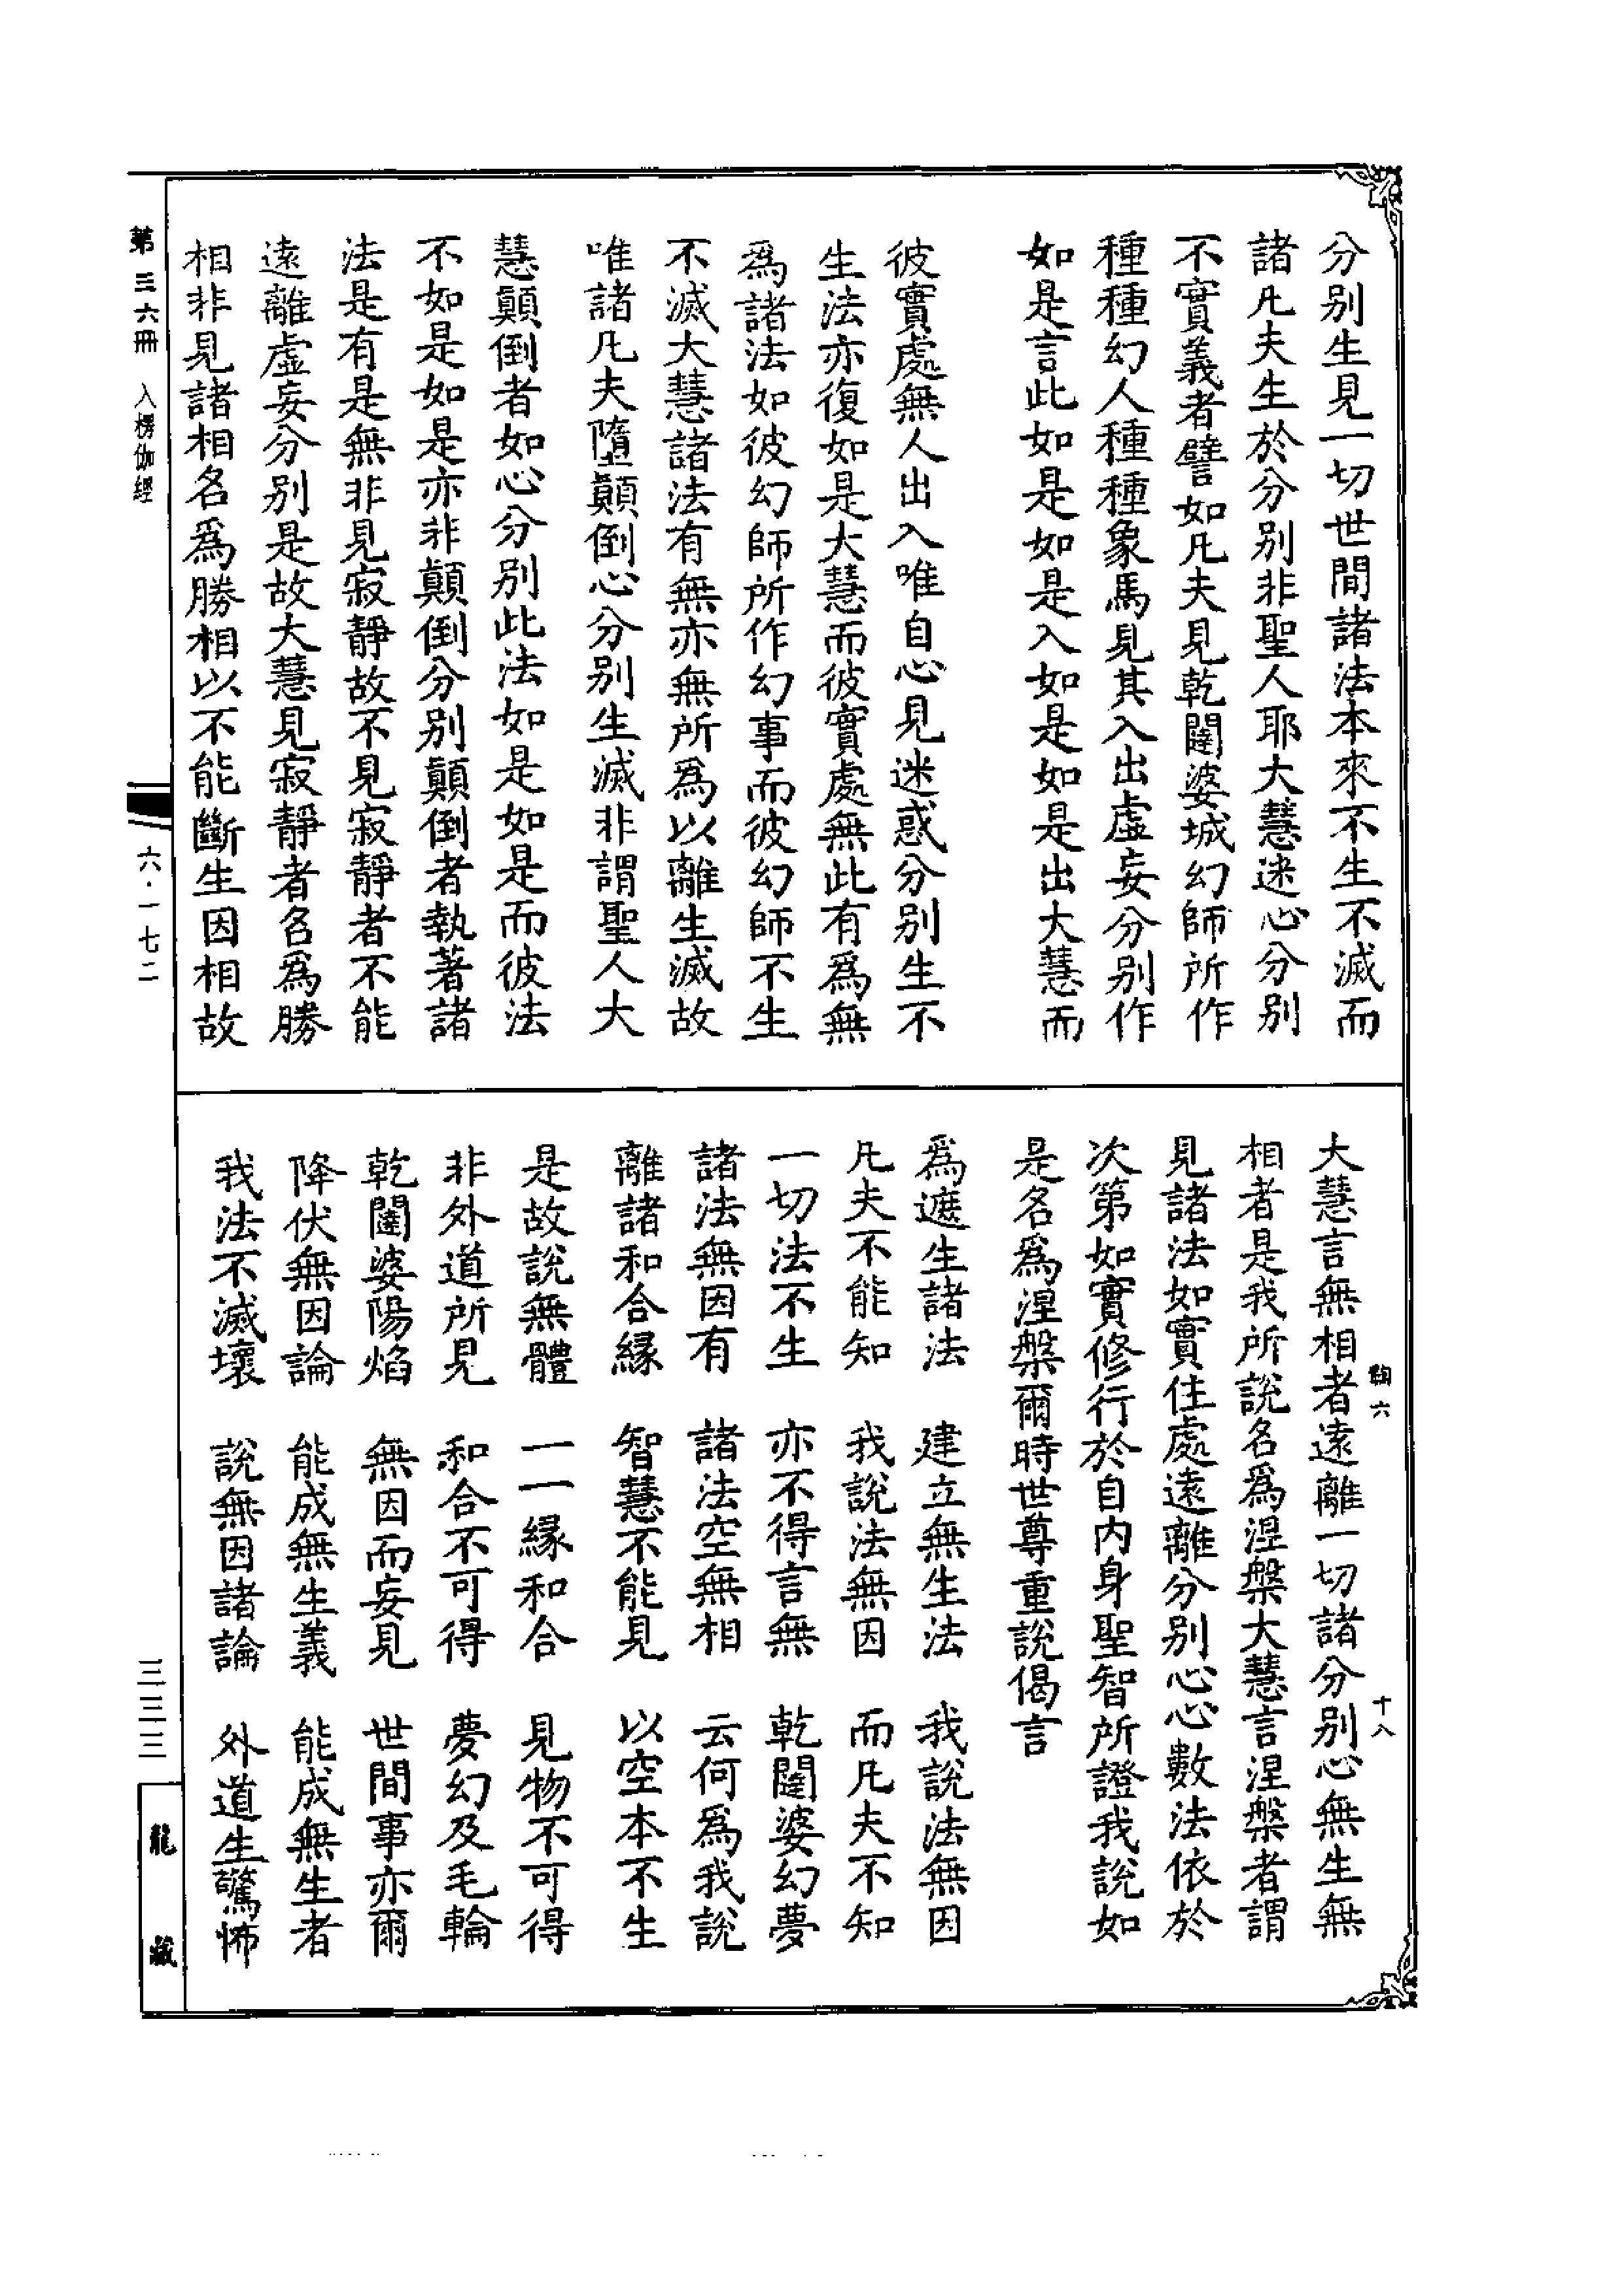 分别生見一切世間諸法本來不生不滅而
諸凡夫生於分别非聖人耶大慧迷心分别
不實義者譬如凡夫見乾闥婆城幻師所作
種種幻人種種象馬見其入出虛妄分别作
如是言此如是如是入如是如是出大慧而
彼實處無人出入唯自心見迷惑分别生不
生法亦復如是大慧而彼實處無此有爲無
爲諸法如彼幻師所作幻事而彼幻師不生
不滅大慧諸法有無亦無所爲以離生滅故
唯諸凡夫墮顛倒心分别生滅非謂聖人大
慧顛倒者如心分别此法如是如是而彼法
不如是如是亦非顛倒分别顛倒者執著諸
法是有是無非見寂靜故不見寂靜者不能
遠離虛妄分别是故大慧見寂靜者名爲勝
相非見諸相名爲勝相以不能斷生因相故
大慧言無相者遠離一切諸分别心無生無
相者是我所說名爲涅槃大慧言涅槃者謂
見諸法如實住處遠離分别心心數法依於
次第如實修行於自内身聖智所證我說如
是名爲涅槃爾時世尊重說偈言
爲遮生諸法 建立無生法 我說法無因
凡夫不能知 我說法無因 而凡夫不知
一切法不生 亦不得言無 乾闥婆幻夢
諸法無因有 諸法空無相 云何爲我說
離諸和合緣 智慧不能見 以空本不生
是故說無體 一一緣和合 見物不可得
非外道所見 和合不可得 夢幻及毛輪
乾闥婆陽焰 無因而妄見 世間事亦爾
降伏無因論 能成無生義 能成無生者
我法不滅壞 說無因諸論 外道生驚怖
鞠六 十八
第三六冊 入楞伽經
六·一七二
三三三
龍藏